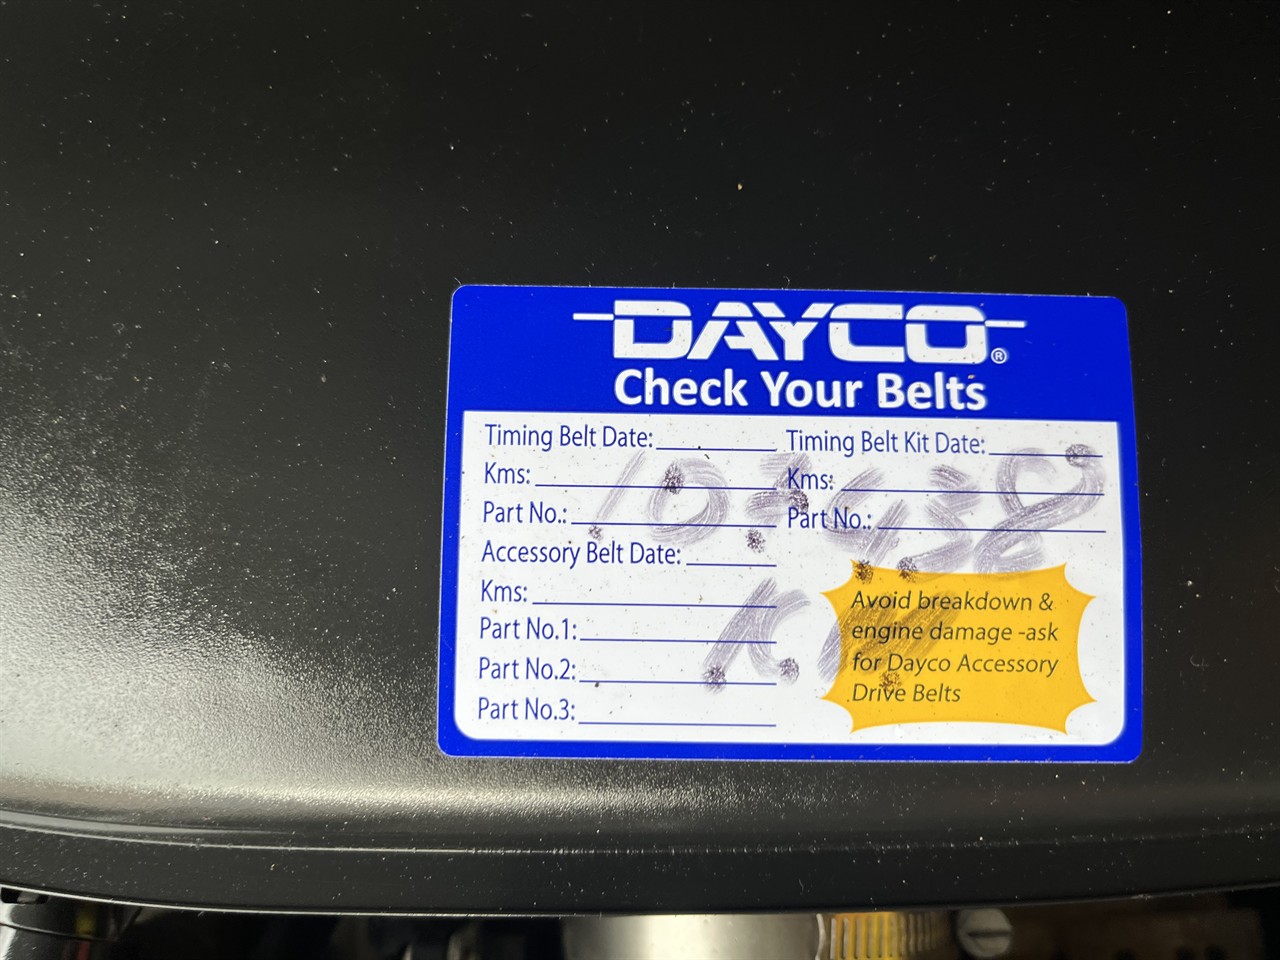 DAYCO®
Check Your Belts
Timing Belt Date: Timing Belt Kit Date:
Kms: Kms:
Part No.: Part No.:
Accessory Belt Date:
Kms:
Part No.1:
Part No.2:
Part No.3:
Avoid breakdown &
engine damage -ask
for Dayco Accessory
Drive Belts